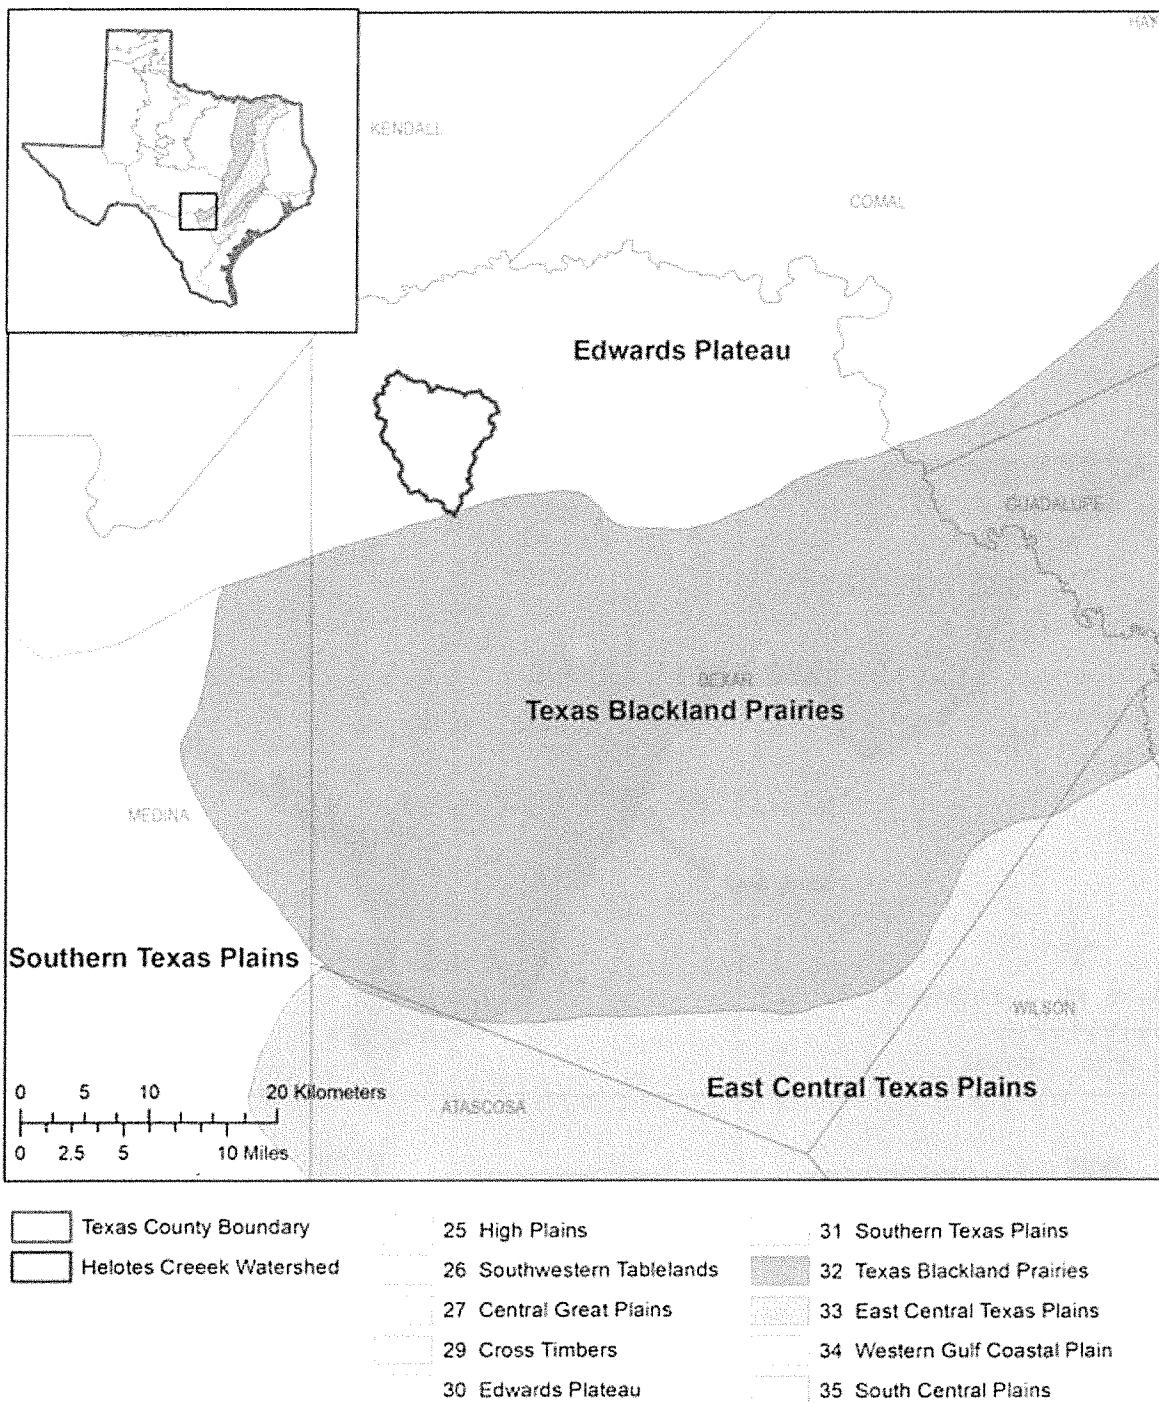 HAY
KENDALL
COMAL
Edwards Plateau
GUADALUPE
BEXAR
Texas Blackland Prairies
MEDINA
Southern Texas Plains
WILSON
East Central Texas Plains
ATASCOSA
0 5 10 20 Kilometers
0 2.5 5 10 Miles
Texas County Boundary
Helotes Creeek Watershed
25 High Plains
26 Southwestern Tablelands
27 Central Great Plains
29 Cross Timbers
30 Edwards Plateau
31 Southern Texas Plains
32 Texas Blackland Prairies
33 East Central Texas Plains
34 Western Gulf Coastal Plain
35 South Central Plains